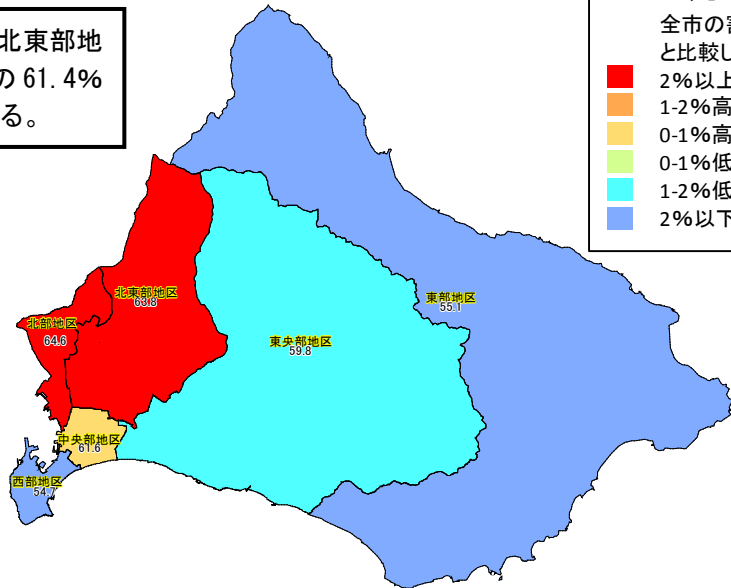 北東部地
の 61.4%
る。
全市の
と比較し
2%以上
1-2%高
0-1%高
0-1%低
1-2%低
2%以下
北東部地区
63.8
東部地区
55.1
北部地区
64.6
東央部地区
59.8
中央部地区
61.6
西部地区
54.7